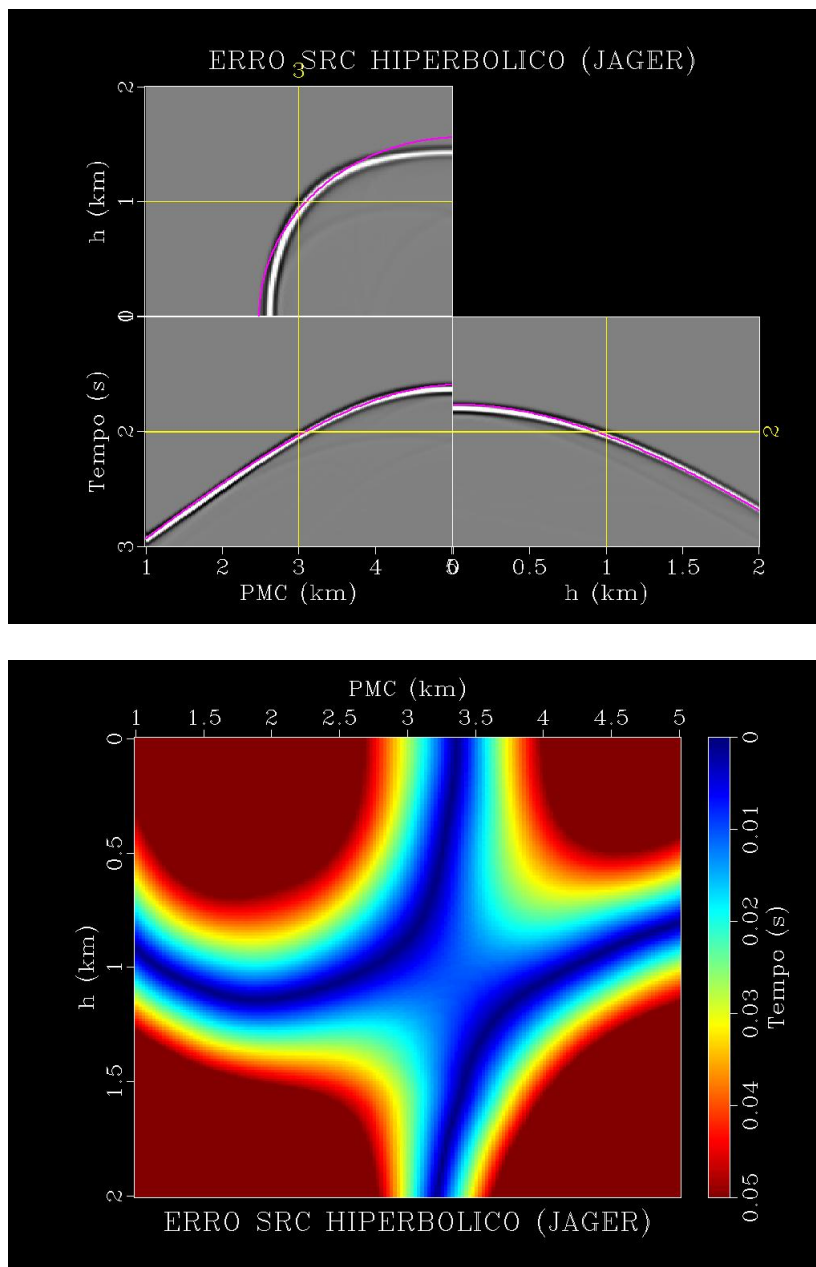 ERRO SRC HIPERBOLICO (JAGER)
3
2
h (km)
1
0
0
Tempo (s)
2
2
3
1 2 3 4 5
0 0.5 1 1.5 2
PMC (km)
h (km)
PMC (km)
1 1.5 2 2.5 3 3.5 4 4.5 5
0
0.5
h (km)
1
1.5
2
0
0.01
0.02
Tempo (s)
0.03
0.04
0.05
ERRO SRC HIPERBOLICO (JAGER)